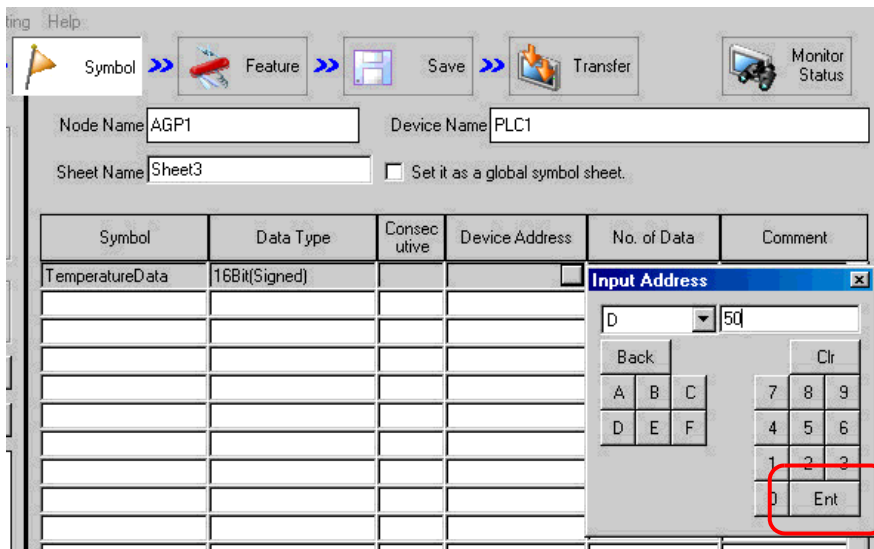 ting Help
Symbol >> Feature >> Save >> Transfer Monitor Status
Node Name AGP1 Device Name PLC1
Sheet Name Sheet3 Set it as a global symbol sheet.
Symbol Data Type Consecutive Device Address No. of Data Comment
TemperatureData 16Bit(Signed)
Input Address
D 50
Back Clr
A B C 7 8 9
D E F 4 5 6
1 2 3
0 Ent